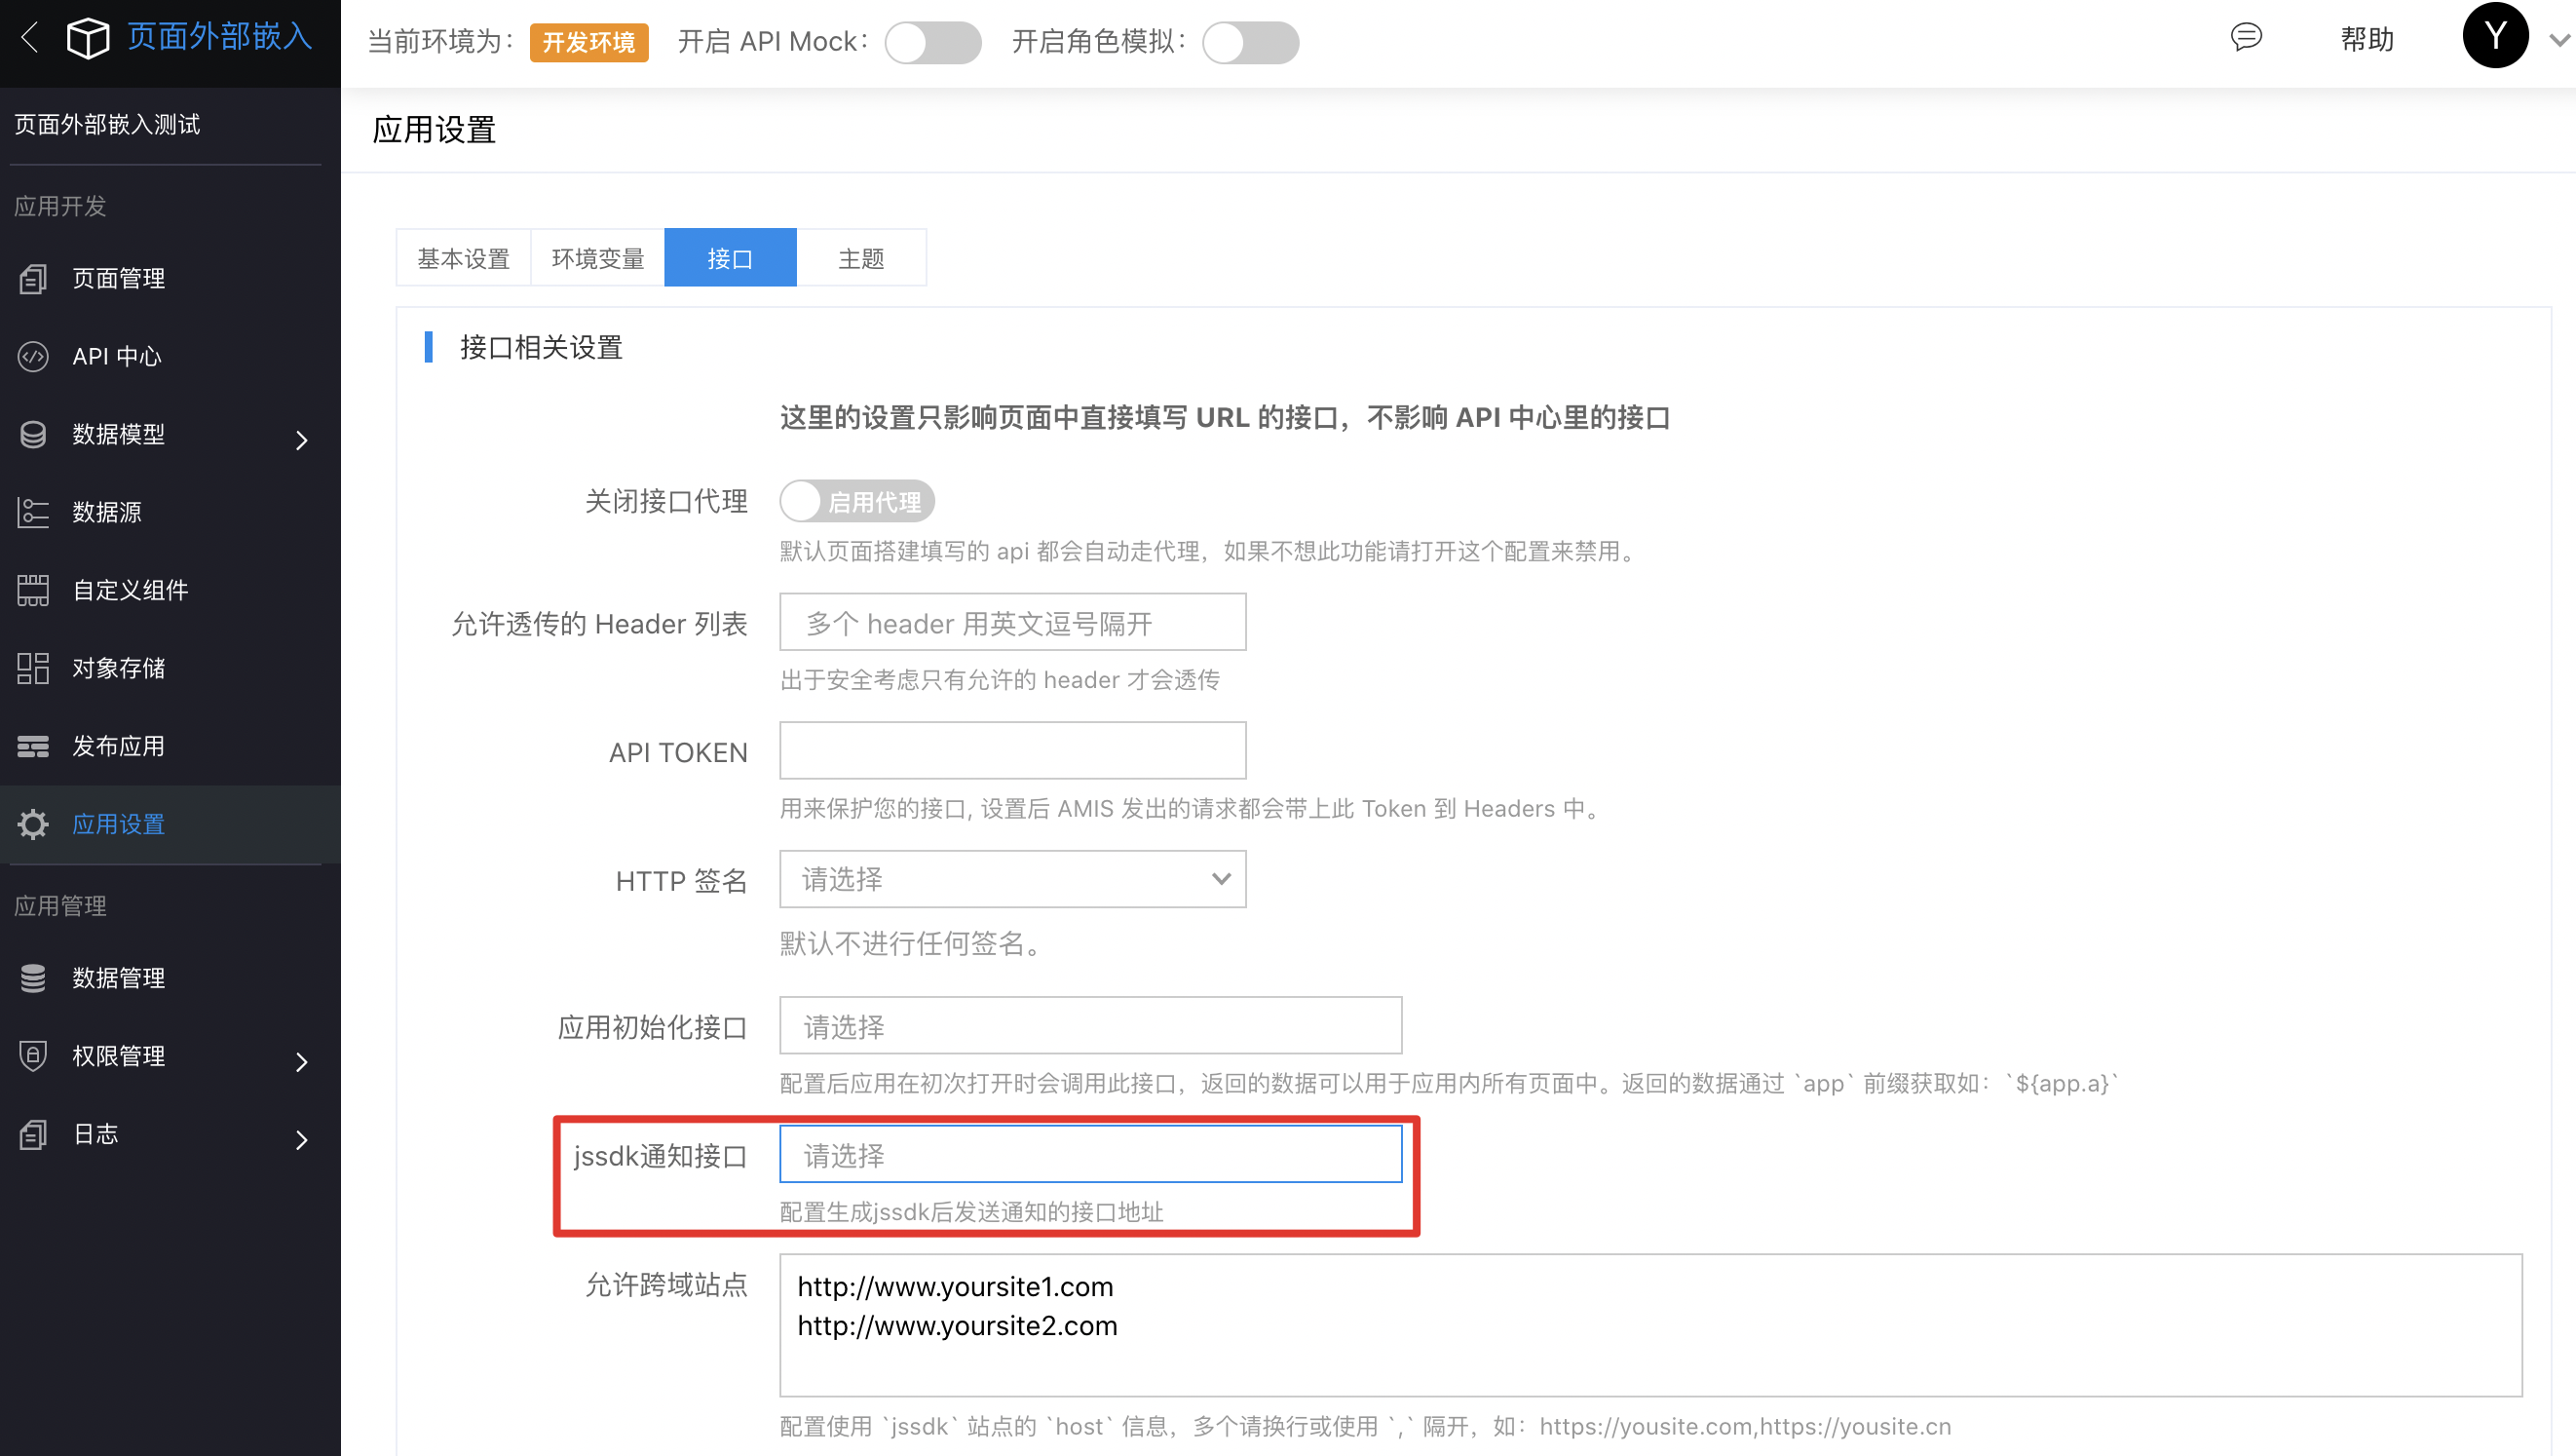 页面外部嵌入
当前环境为： 开发环境 开启 API Mock： 开启角色模拟： 帮助 Y
页面外部嵌入测试
应用开发
页面管理
API 中心
数据模型
数据源
自定义组件
对象存储
发布应用
应用设置
应用管理
数据管理
权限管理
日志
应用设置
基本设置 环境变量 接口 主题
接口相关设置
这里的设置只影响页面中直接填写 URL 的接口，不影响 API 中心里的接口
关闭接口代理 启用代理
默认页面搭建填写的 api 都会自动走代理，如果不想此功能请打开这个配置来禁用。
允许透传的 Header 列表 多个 header 用英文逗号隔开
出于安全考虑只有允许的 header 才会透传
API TOKEN
用来保护您的接口, 设置后 AMIS 发出的请求都会带上此 Token 到 Headers 中。
HTTP 签名 请选择
默认不进行任何签名。
应用初始化接口 请选择
配置后应用在初次打开时会调用此接口，返回的数据可以用于应用内所有页面中。返回的数据通过 `app` 前缀获取如：`${app.a}`
jssdk通知接口 请选择
配置生成jssdk后发送通知的接口地址
允许跨域站点 http://www.yoursite1.com
http://www.yoursite2.com
配置使用 `jssdk` 站点的 `host` 信息，多个请换行或使用 `,` 隔开，如：https://yousite.com,https://yousite.cn